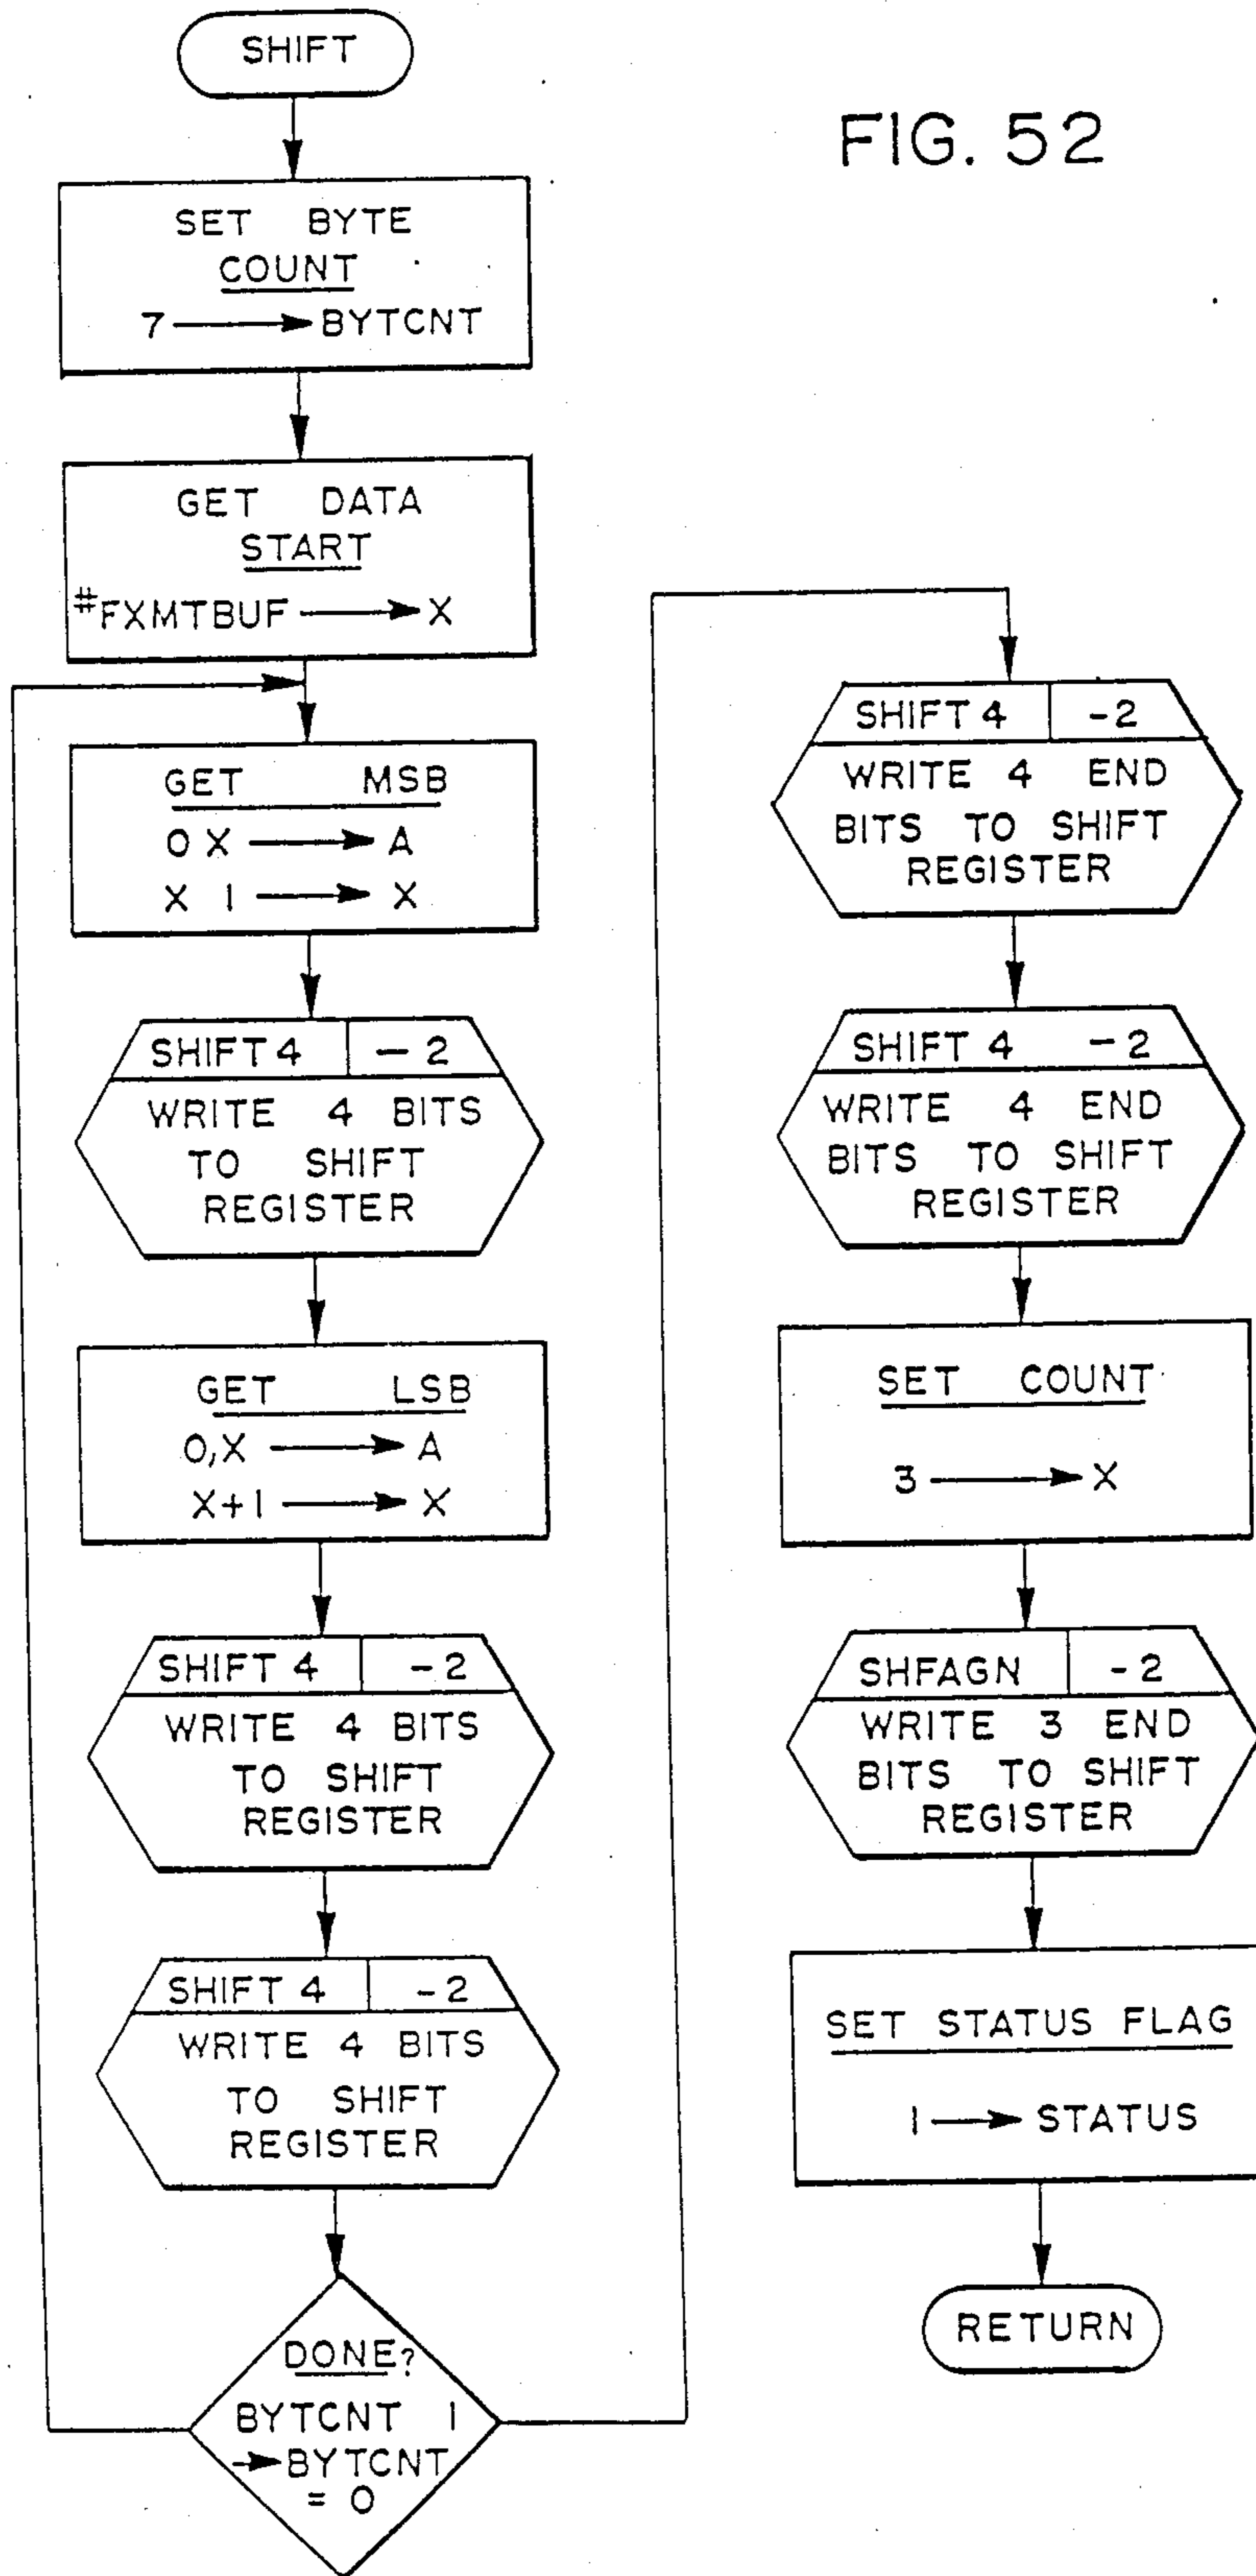 SHIFT
FIG. 52
SET BYTE
COUNT
7 → BYTCNT
GET DATA
START
#FXMTBUF → X
GET MSB
0 X → A
X 1 → X
SHIFT 4 - 2
WRITE 4 BITS
TO SHIFT
REGISTER
GET LSB
0,X → A
X+1 → X
SHIFT 4 - 2
WRITE 4 BITS
TO SHIFT
REGISTER
SHIFT 4 - 2
WRITE 4 BITS
TO SHIFT
REGISTER
DONE?
BYTCNT 1
→ BYTCNT
= 0
SHIFT 4 - 2
WRITE 4 END
BITS TO SHIFT
REGISTER
SHIFT 4 - 2
WRITE 4 END
BITS TO SHIFT
REGISTER
SET COUNT
3 → X
SHFAGN - 2
WRITE 3 END
BITS TO SHIFT
REGISTER
SET STATUS FLAG
1 → STATUS
RETURN